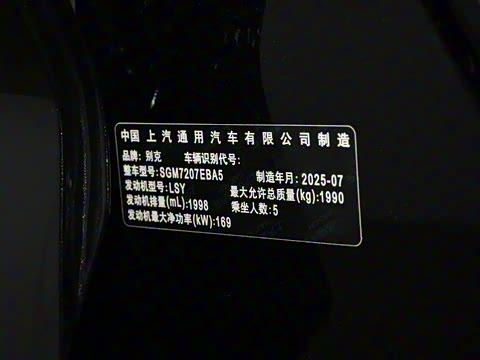 中国上汽通用汽车有限公司制造
品牌: 别克 车辆识别代号:
整车型号:SGM7207EBA5 制造年月: 2025-07
发动机型号:LSY 最大允许总质量(kg):1990
发动机排量(mL):1998 乘坐人数:5
发动机最大净功率(kW):169